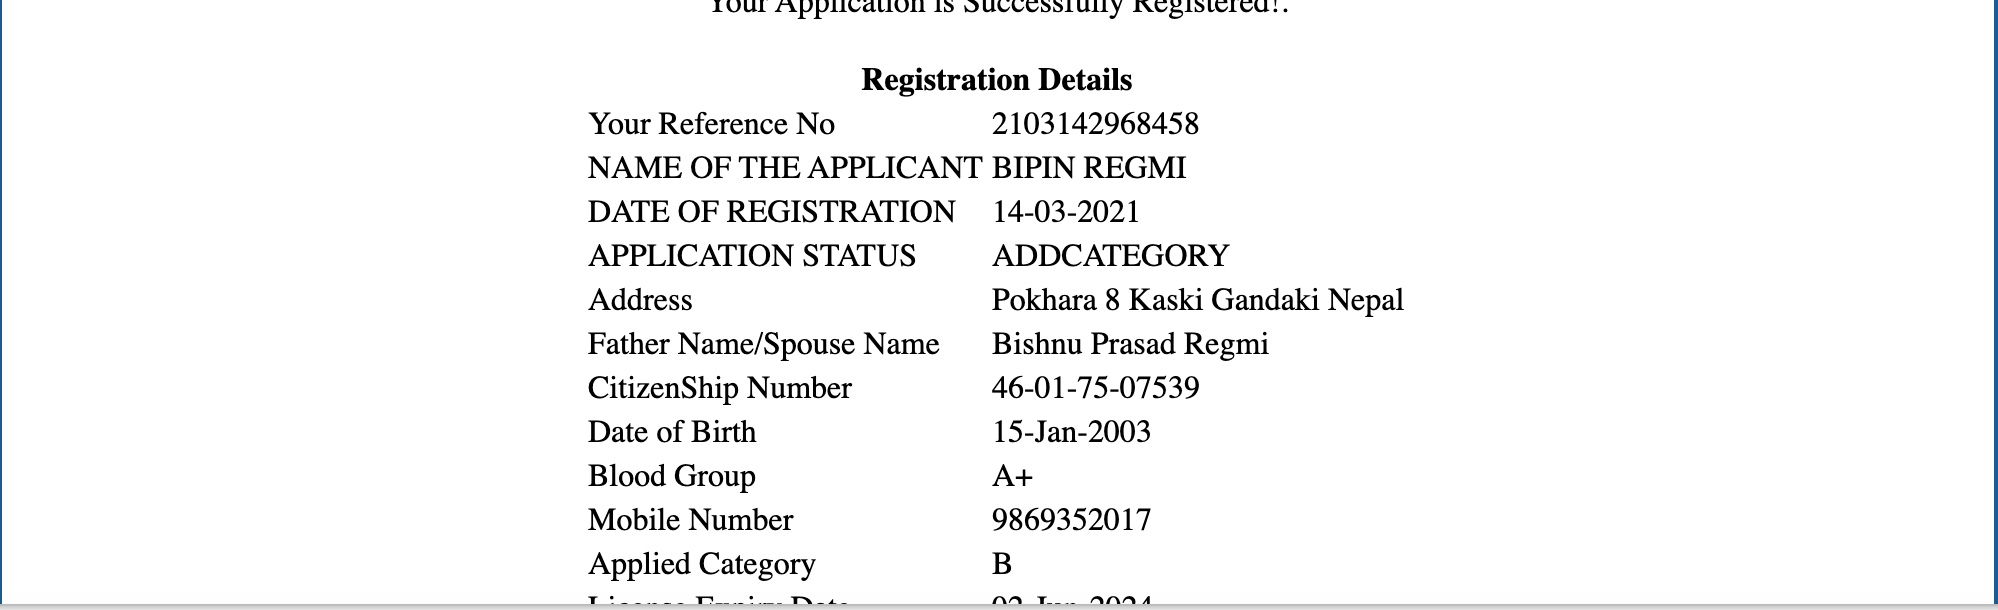 Your Application is Successfully Registered!.
Registration Details
Your Reference No 2103142968458
NAME OF THE APPLICANT BIPIN REGMI
DATE OF REGISTRATION 14-03-2021
APPLICATION STATUS ADDCATEGORY
Address Pokhara 8 Kaski Gandaki Nepal
Father Name/Spouse Name Bishnu Prasad Regmi
CitizenShip Number 46-01-75-07539
Date of Birth 15-Jan-2003
Blood Group A+
Mobile Number 9869352017
Applied Category B
License Expiry Date